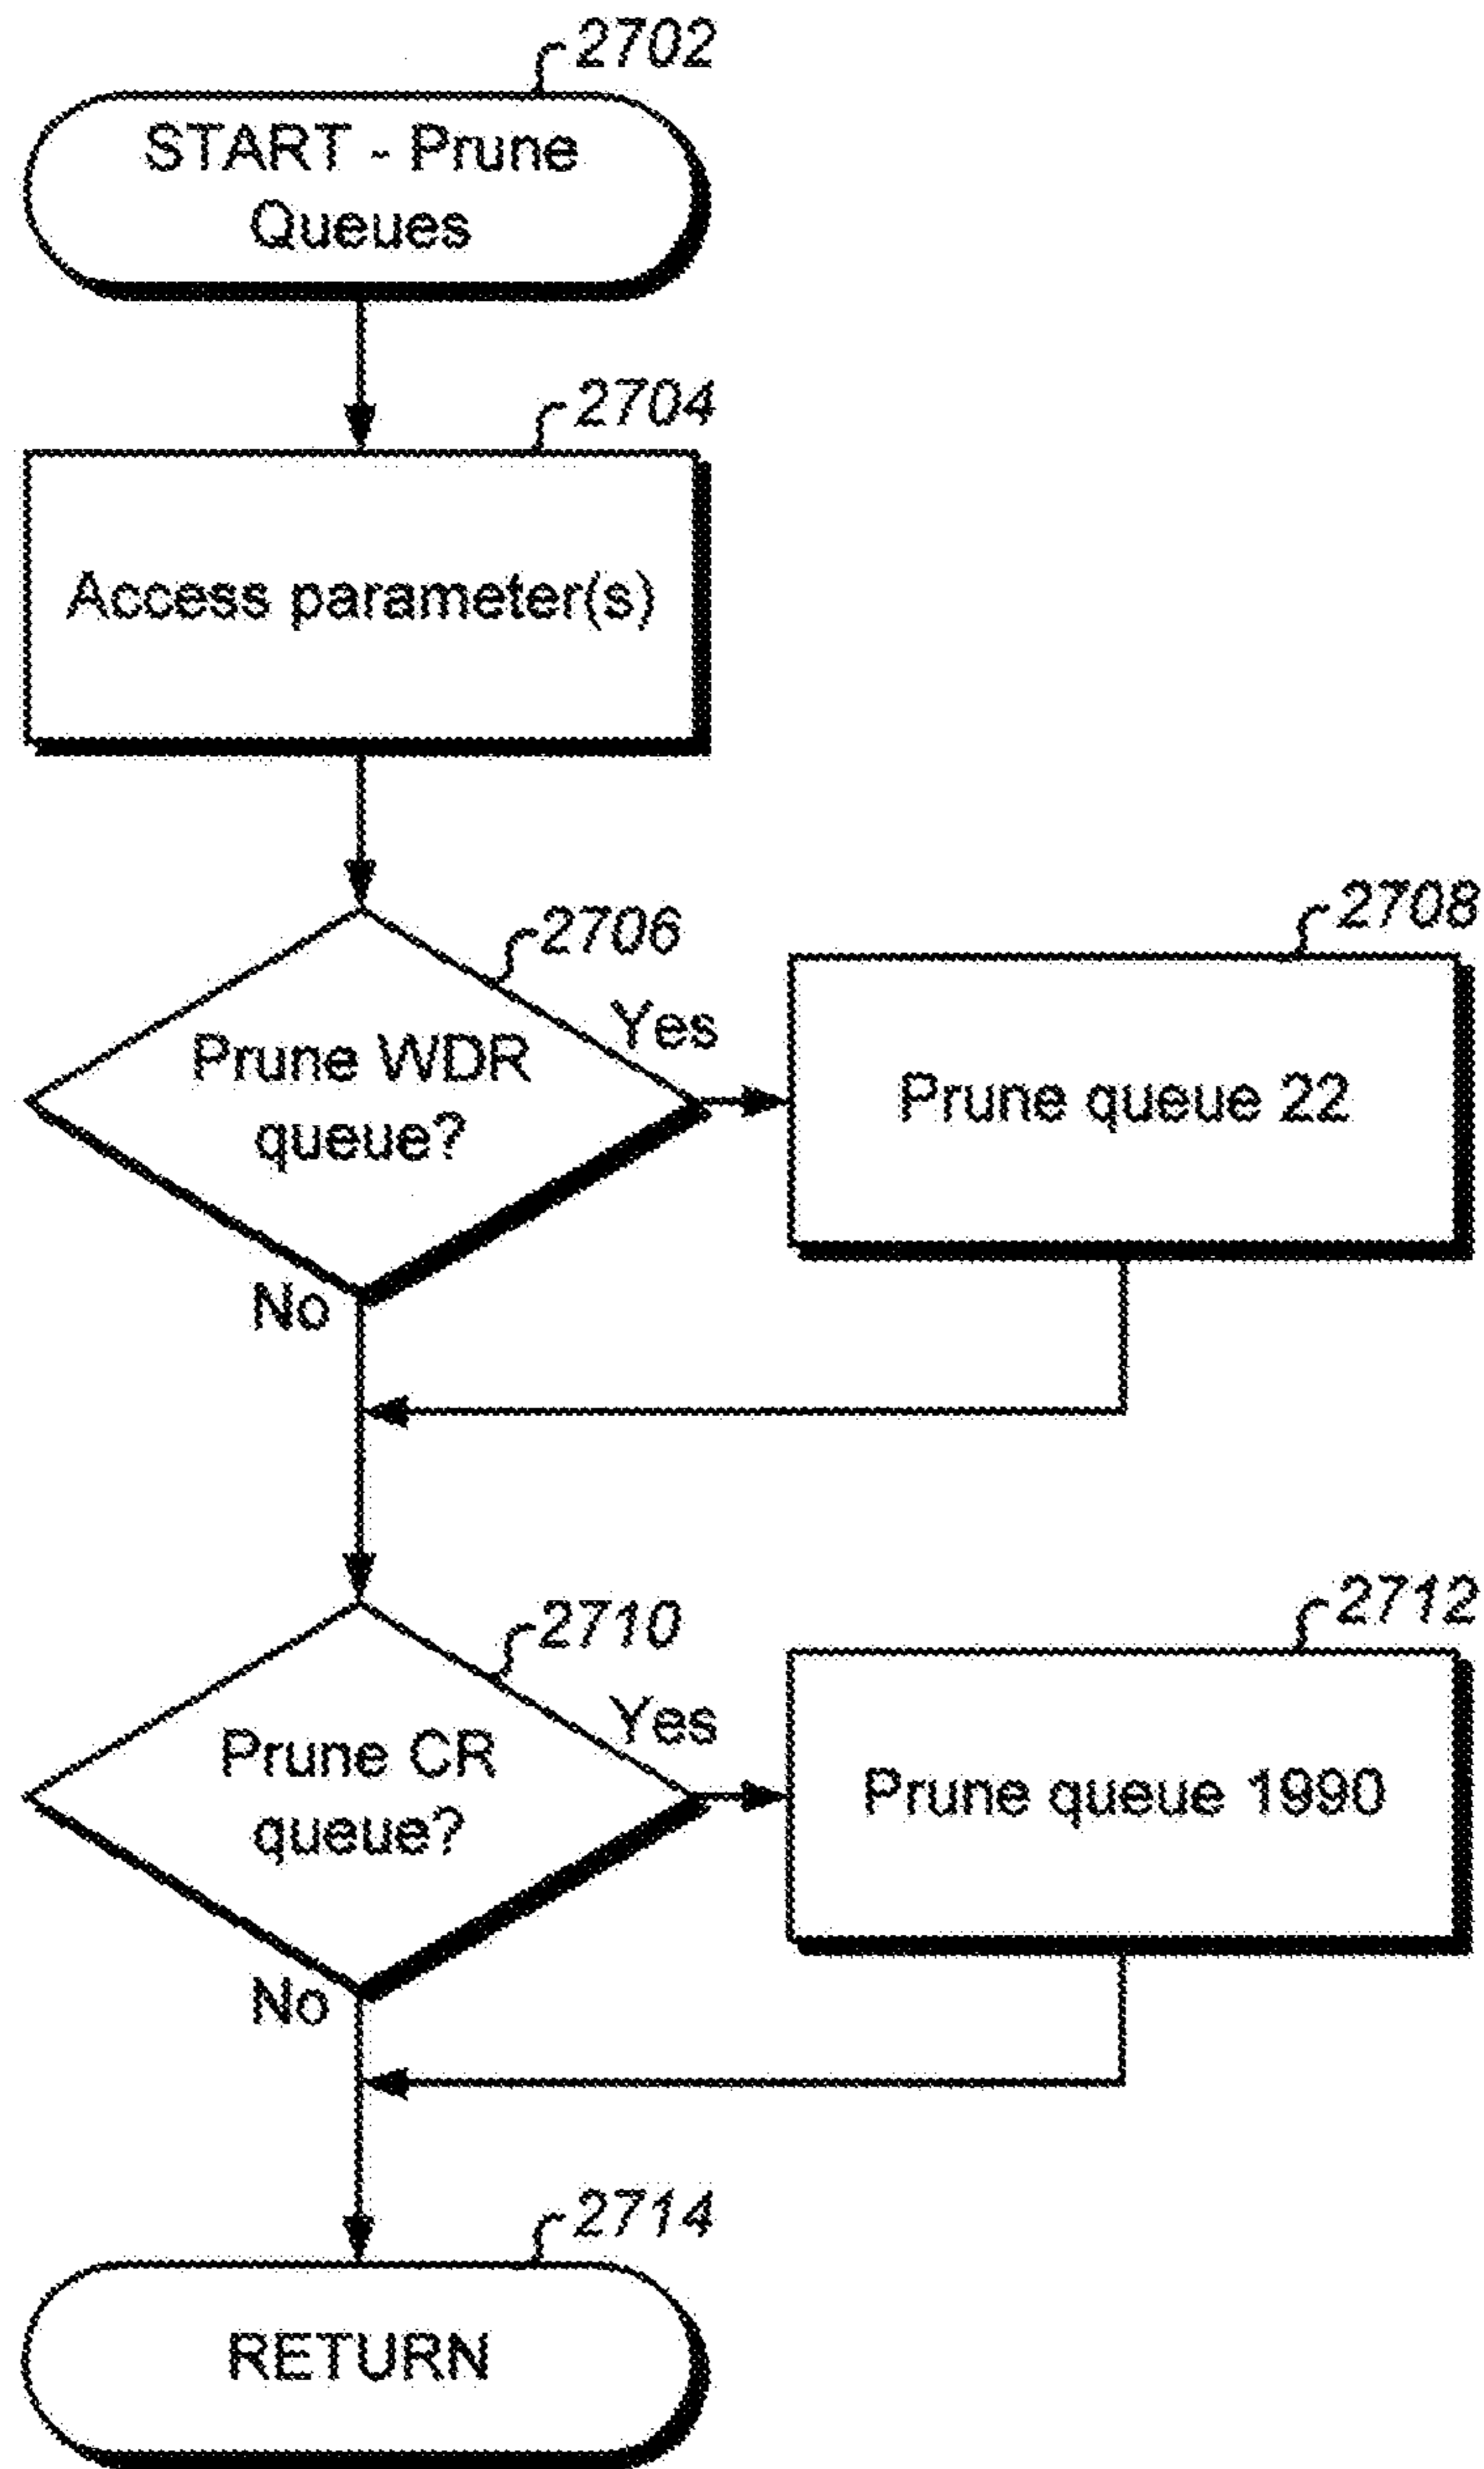 2702
START - Prune
Queues
2704
Access parameter(s)
2706
Prune WDR
queue?
Yes
2708
Prune queue 22
No
2710
Prune CR
queue?
Yes
2712
Prune queue 1990
No
2714
RETURN